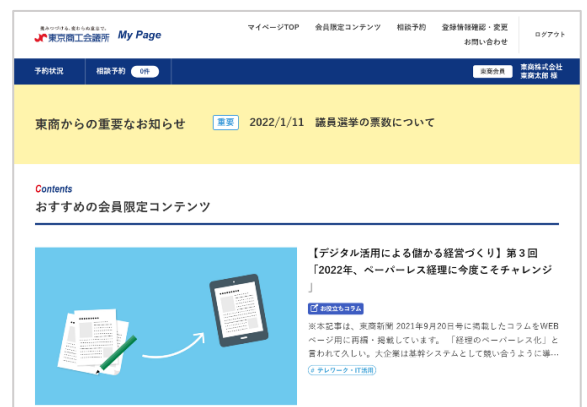 東京商工会議所 My Page
マイページTOP 会員限定コンテンツ 相談予約 登録情報確認・変更
お問い合わせ
ログアウト
予約状況 相談予約 0件 東商会員 東商株式会社
東商太郎 様
東商からの重要なお知らせ 重要 2022/1/11 議員選挙の票数について
Contents
おすすめの会員限定コンテンツ
【デジタル活用による儲かる経営づくり】第3回
「2022年、ペーパーレス経理に今度こそチャレンジ
」
お役立ちコラム
※本記事は、東商新聞 2021年9月20日号に掲載したコラムをWEB
ページ用に再編・掲載しています。 「経理のペーパーレス化」と
言われて久しい。大企業は基幹システムとして競い合うように導…
# テレワーク・IT活用